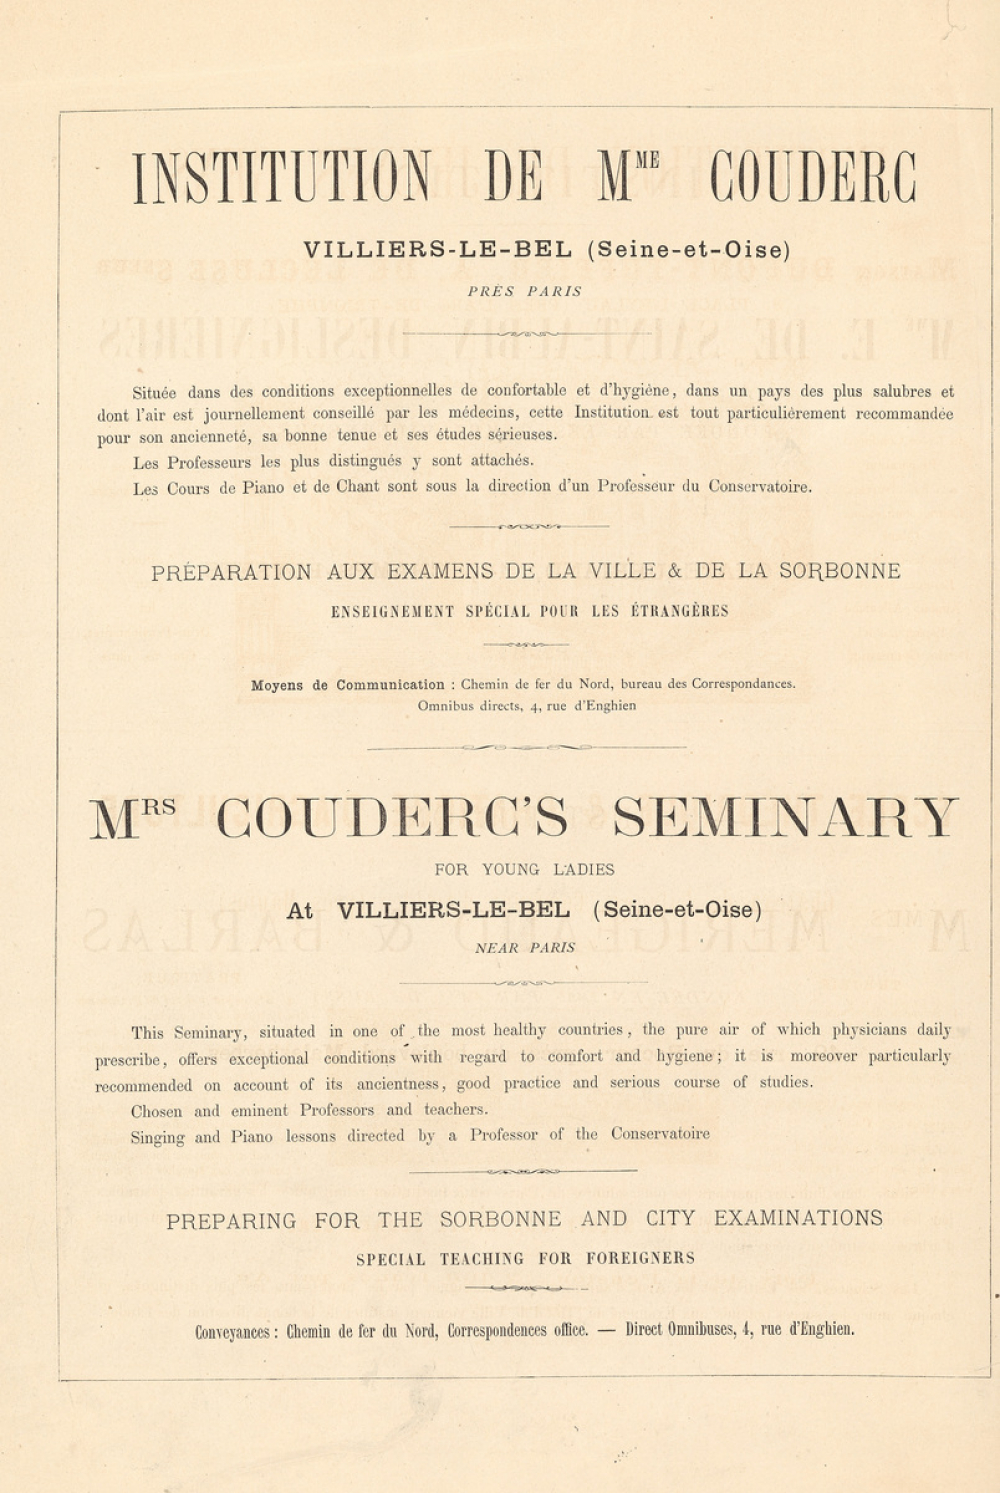 INSTITUTION DE MME COUDERC
VILLIERS-LE-BEL (Seine-et-Oise)
PRÈS PARIS
Située dans des conditions exceptionnelles de confortable et d'hygiène, dans un pays des plus salubres et
dont l'air est journellement conseillé par les médecins, cette Institution est tout particulièrement recommandée
pour son ancienneté, sa bonne tenue et ses études sérieuses.
Les Professeurs les plus distingués y sont attachés.
Les Cours de Piano et de Chant sont sous la direction d'un Professeur du Conservatoire.
PRÉPARATION AUX EXAMENS DE LA VILLE & DE LA SORBONNE
ENSEIGNEMENT SPÉCIAL POUR LES ÉTRANGÈRES
Moyens de Communication : Chemin de fer du Nord, bureau des Correspondances.
Omnibus directs, 4, rue d'Enghien
MRS COUDERC'S SEMINARY
FOR YOUNG LADIES
At VILLIERS-LE-BEL (Seine-et-Oise)
NEAR PARIS
This Seminary, situated in one of the most healthy countries, the pure air of which physicians daily
prescribe, offers exceptional conditions with regard to comfort and hygiene; it is moreover particularly
recommended on account of its ancientness, good practice and serious course of studies.
Chosen and eminent Professors and teachers.
Singing and Piano lessons directed by a Professor of the Conservatoire
PREPARING FOR THE SORBONNE AND CITY EXAMINATIONS
SPECIAL TEACHING FOR FOREIGNERS
Conveyances : Chemin de fer du Nord, Correspondences office. — Direct Omnibuses, 4, rue d'Enghien.